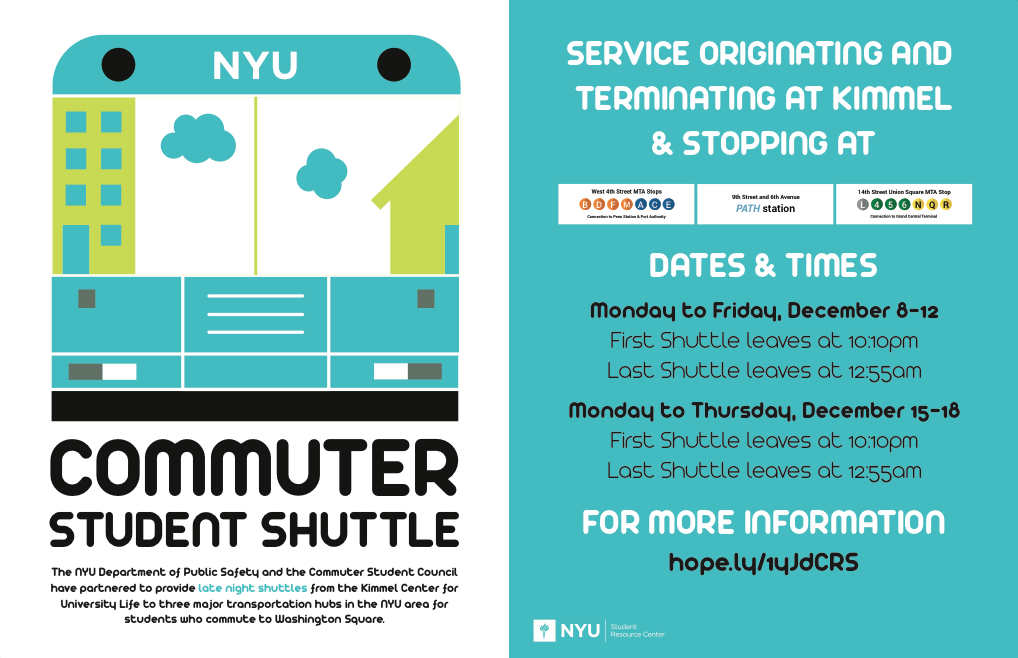 NYU
COMMUTER
STUDENT SHUTTLE
The NYU Department of Public Safety and the Commuter Student Council
have partnered to provide late night shuttles from the Kimmel Center for
University Life to three major transportation hubs in the NYU area for
students who commute to Washington Square.
SERVICE ORIGINATING AND
TERMINATING AT KIMMEL
& STOPPING AT
West 4th Street MTA Stops
B D F M A C E
Connection to Penn Station & Port Authority
9th Street and 6th Avenue
PATH station
14th Street Union Square MTA Stop
L 4 5 6 N Q R
Connection to Grand Central Terminal
DATES & TIMES
Monday to Friday, December 8-12
First Shuttle leaves at 10:10pm
Last Shuttle leaves at 12:55am
Monday to Thursday, December 15-18
First Shuttle leaves at 10:10pm
Last Shuttle leaves at 12:55am
FOR MORE INFORMATION
hope.ly/1yJdCRS
NYU
Student
Resource Center